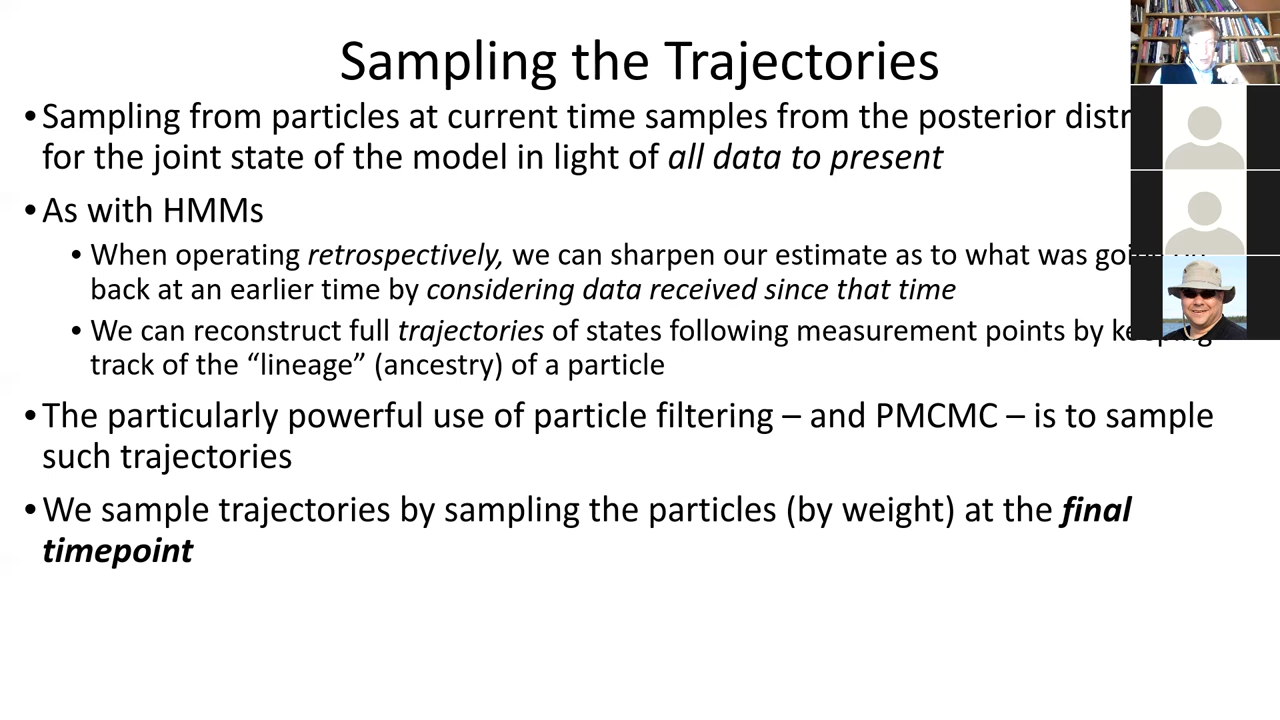 Sampling the Trajectories
• Sampling from particles at current time samples from the posterior
for the joint state of the model in light of all data to present
• As with HMMs
• When operating retrospectively, we can sharpen our estimate as to what was
back at an earlier time by considering data received since that time
• We can reconstruct full trajectories of states following measurement points by
track of the “lineage” (ancestry) of a particle
• The particularly powerful use of particle filtering – and PMCMC – is to sample
such trajectories
• We sample trajectories by sampling the particles (by weight) at the final
timepoint